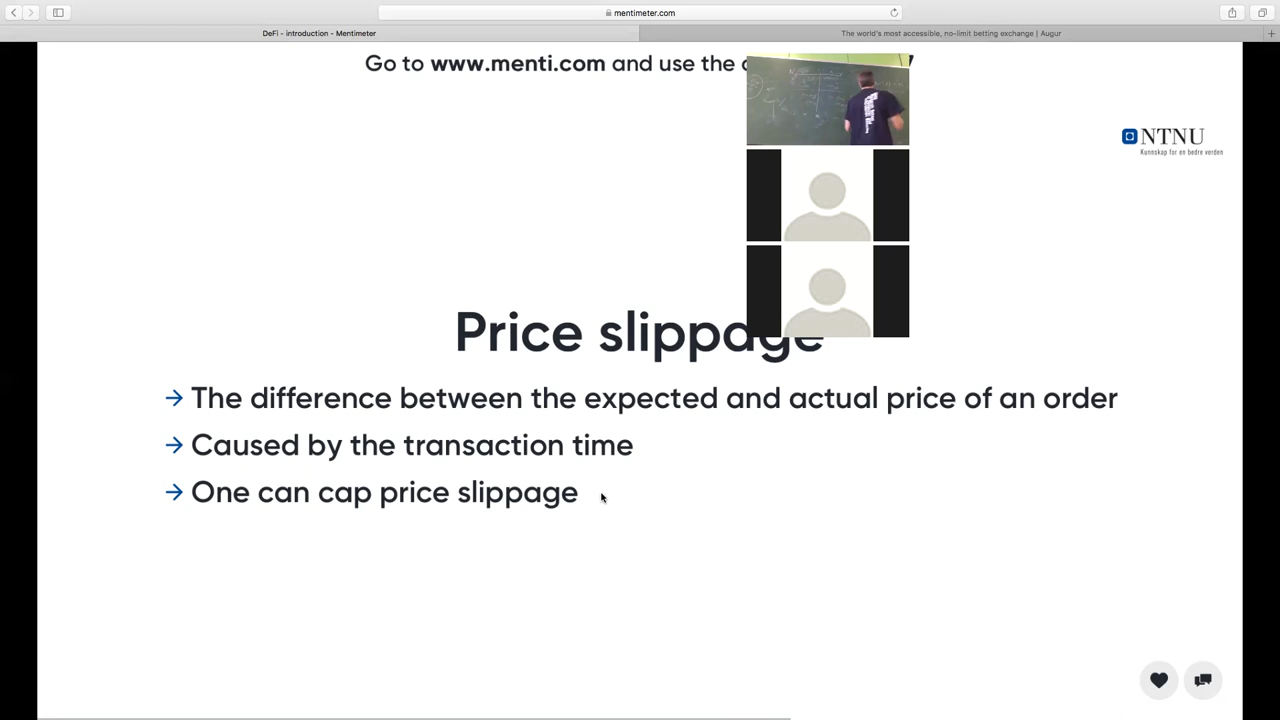 mentimeter.com
DeFi - introduction - Mentimeter
The world's most accessible, no-limit betting exchange | Augur
Go to www.menti.com and use the
NTNU
Kunnskap for en bedre verden
Price slippage
→ The difference between the expected and actual price of an order
→ Caused by the transaction time
→ One can cap price slippage